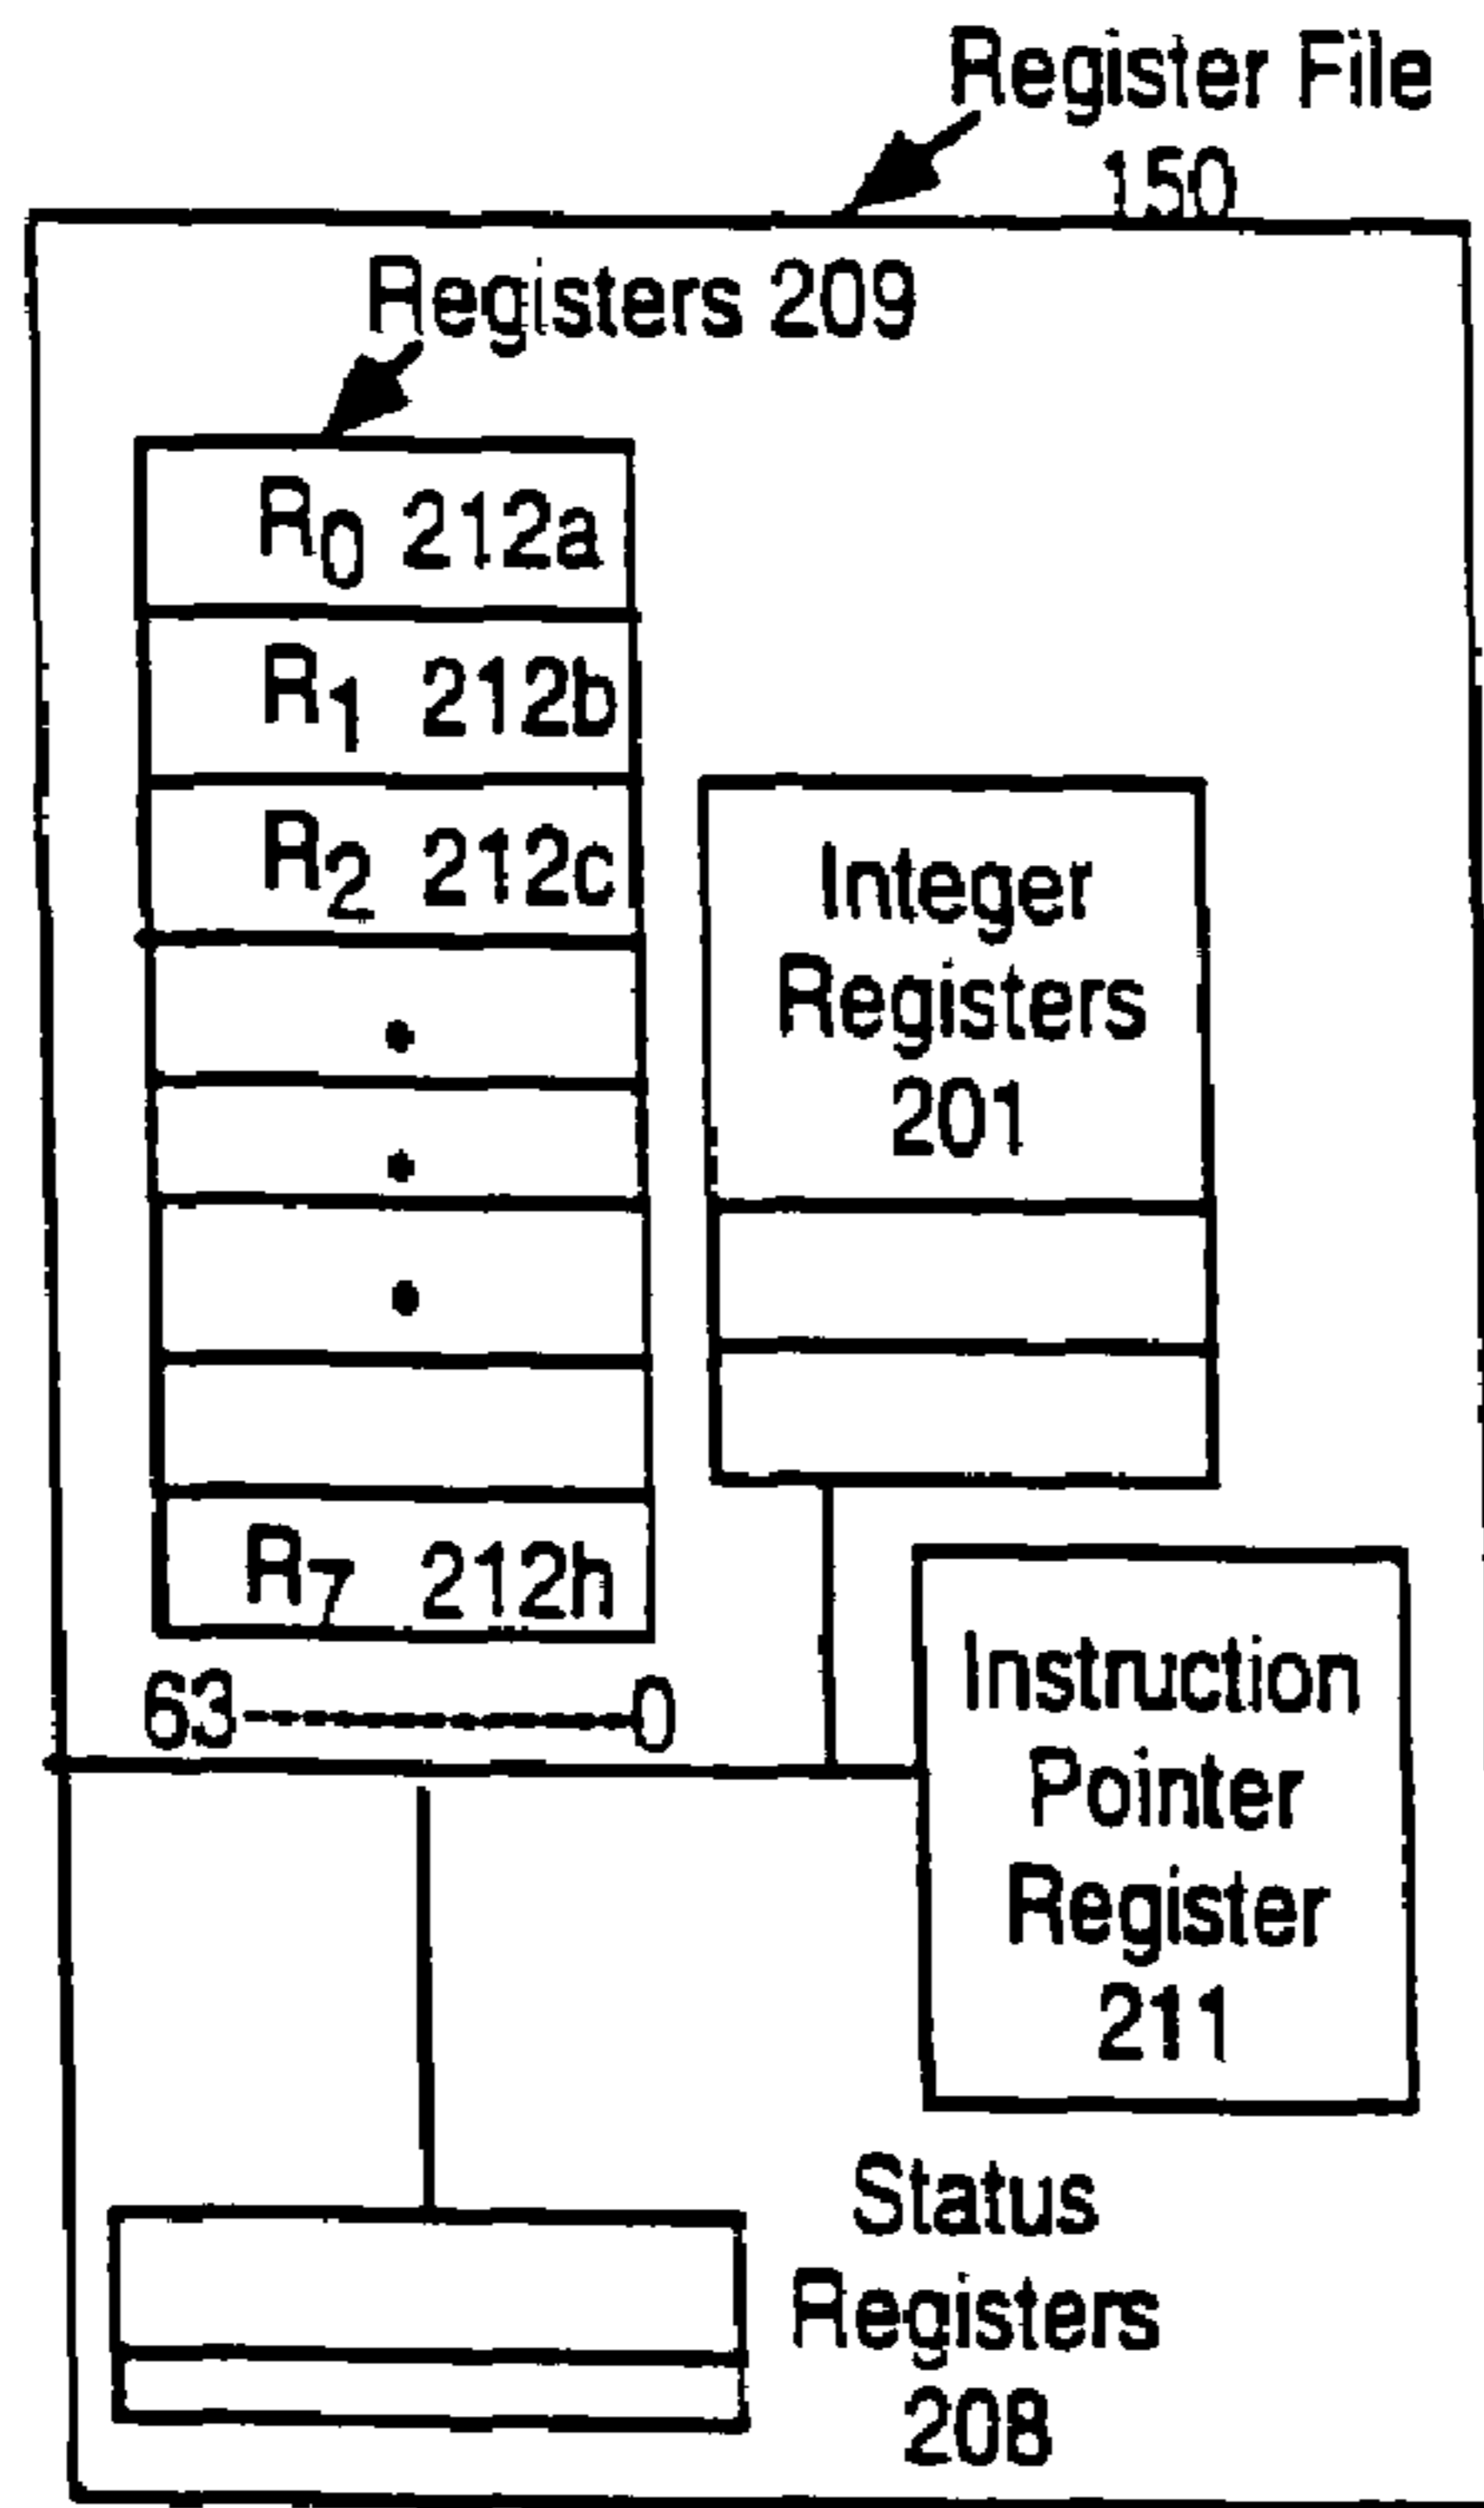 Register File
150
Registers 209
R0 212a
R1 212b
R2 212c
Integer
Registers
201
R7 212h
63 0
Instruction
Pointer
Register
211
Status
Registers
208